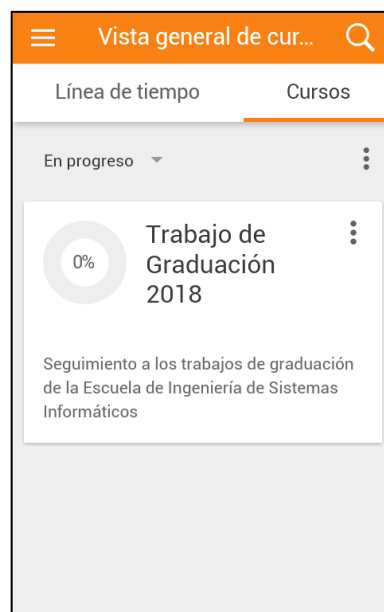 Vista general de cur...
Línea de tiempo
Cursos
En progreso
0%
Trabajo de
Graduación
2018
Seguimiento a los trabajos de graduación
de la Escuela de Ingeniería de Sistemas
Informáticos